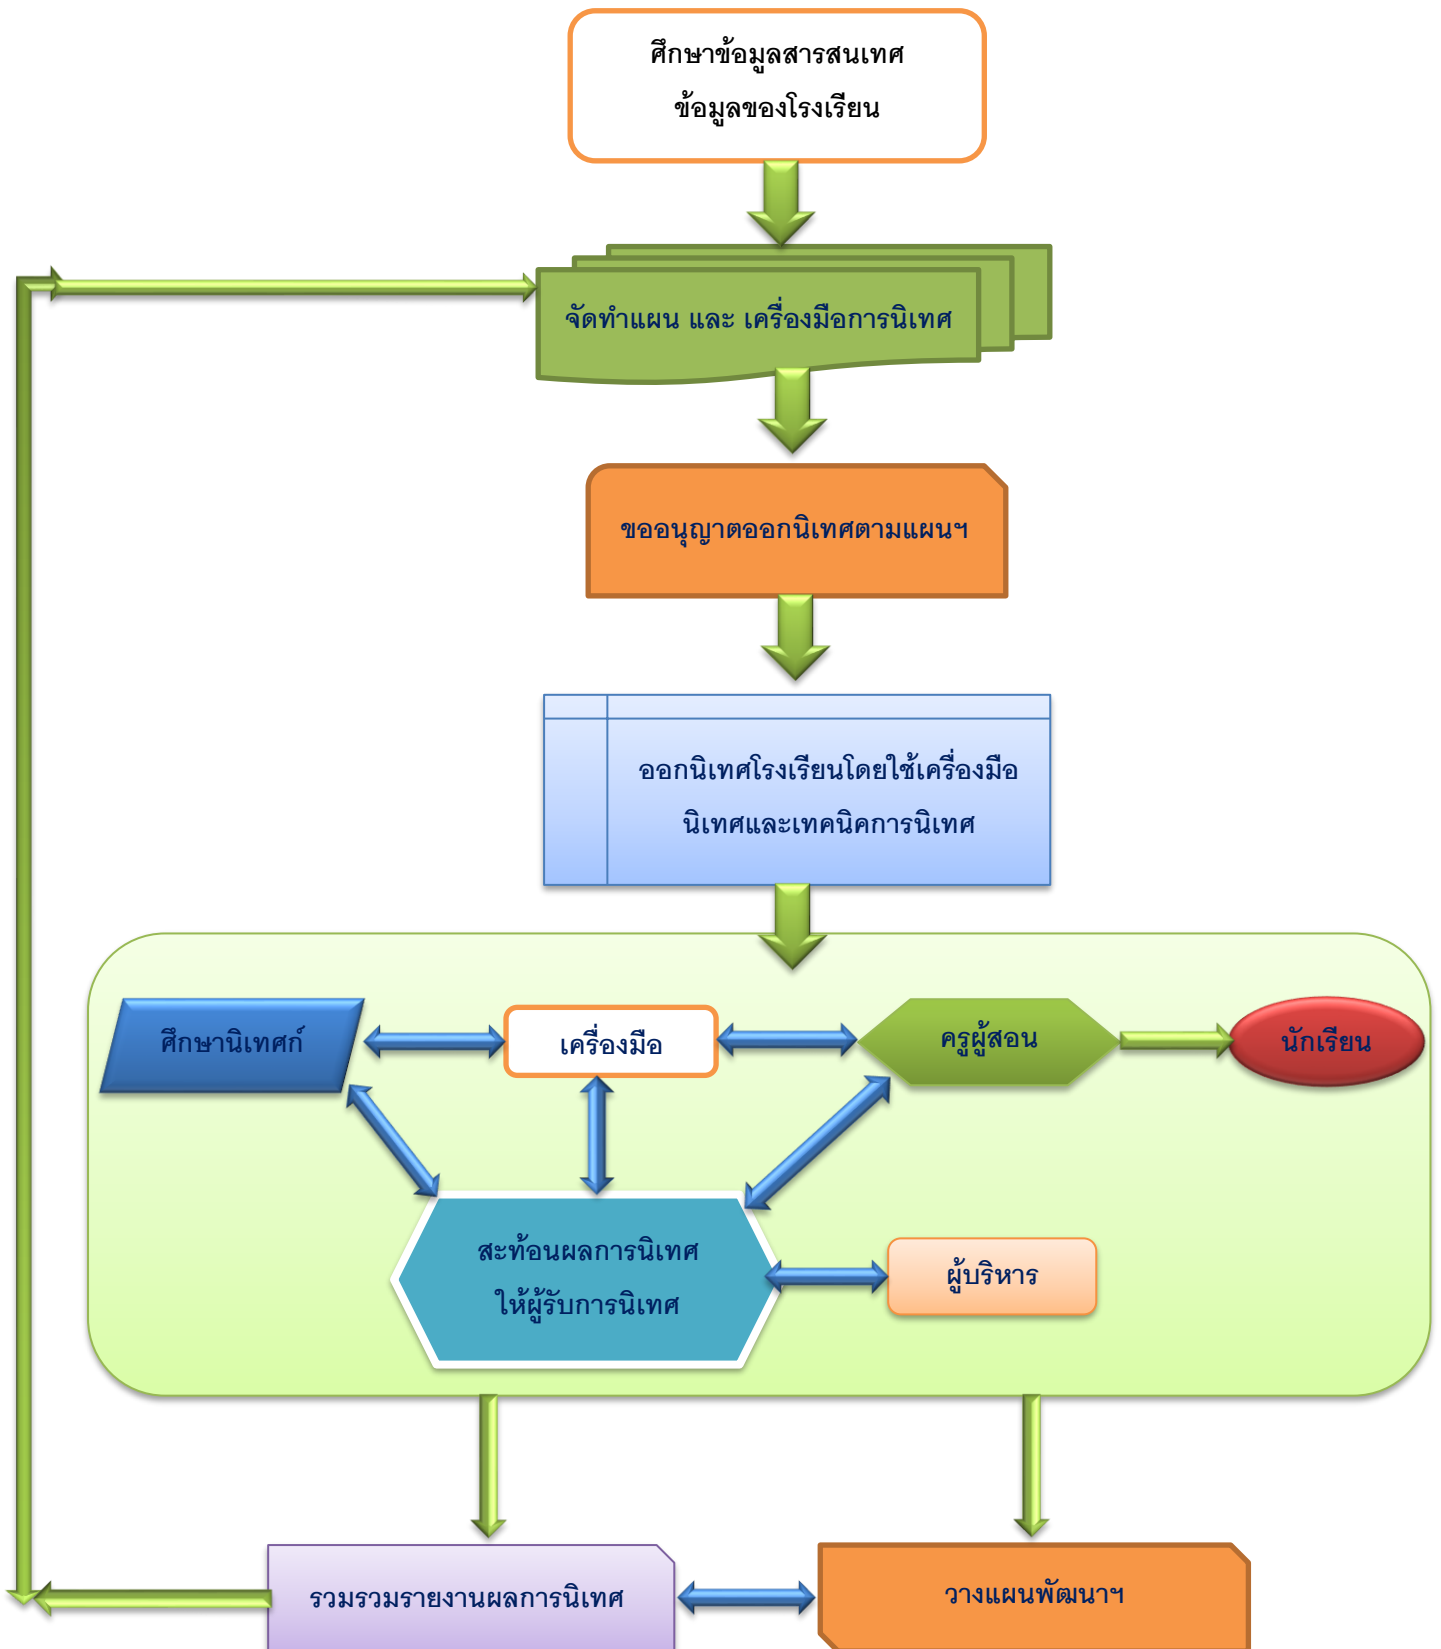 ศึกษาข้อมูลสารสนเทศ
ข้อมูลของโรงเรียน
จัดทำแผน และ เครื่องมือการนิเทศ
ขออนุญาตออกนิเทศตามแผนฯ
ออกนิเทศโรงเรียนโดยใช้เครื่องมือ
นิเทศและเทคนิคการนิเทศ
ศึกษานิเทศก์
เครื่องมือ
ครูผู้สอน
นักเรียน
สะท้อนผลการนิเทศ
ให้ผู้รับการนิเทศ
ผู้บริหาร
รวมรวมรายงานผลการนิเทศ
วางแผนพัฒนาฯ